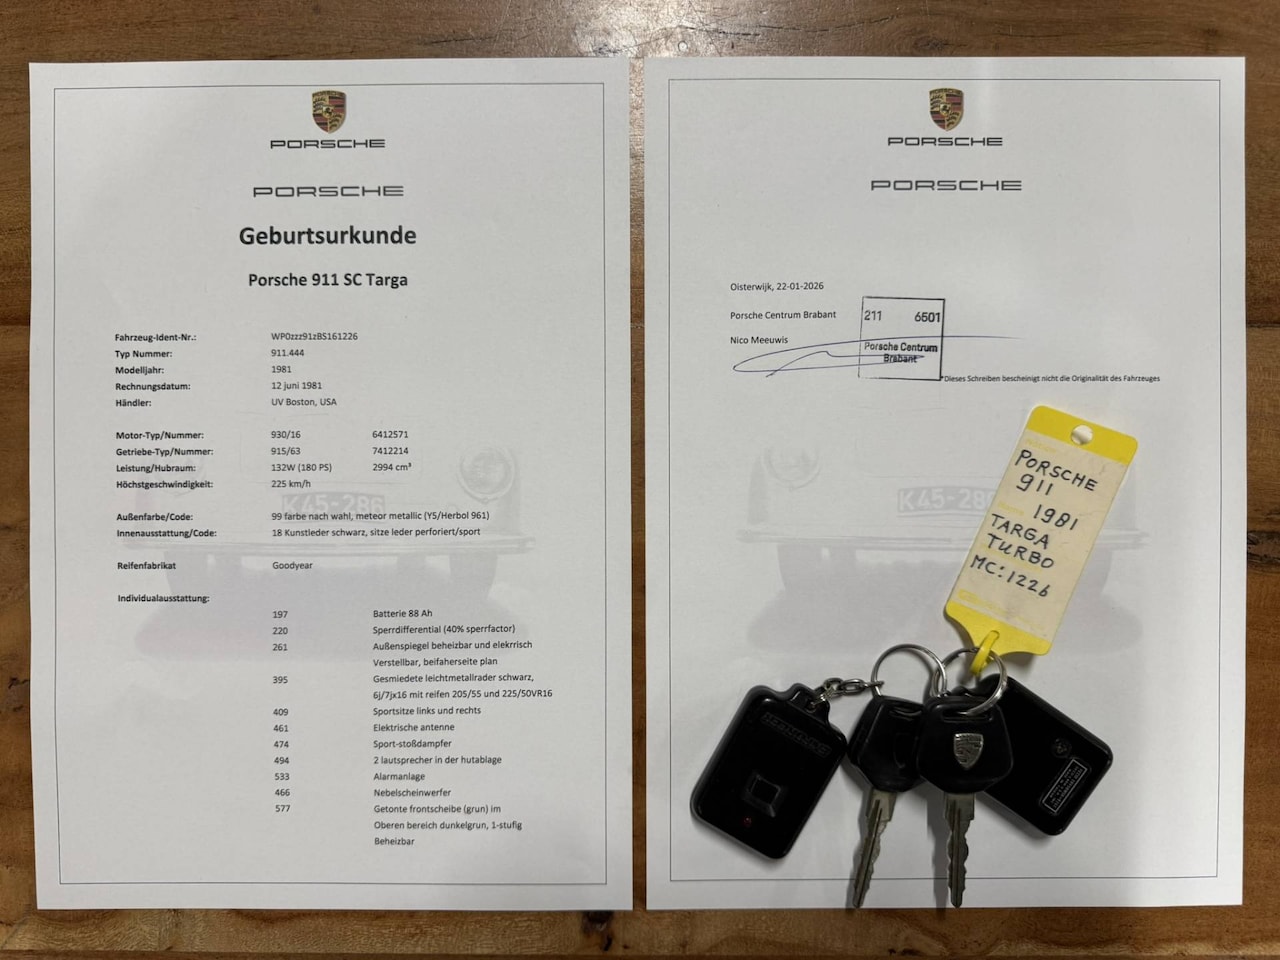 PORSCHE
PORSCHE
Geburtsurkunde
Porsche 911 SC Targa
Fahrzeug-Ident-Nr.: WP0zzz91zBS161226
Typ Nummer: 911.444
Modelljahr: 1981
Rechnungsdatum: 12 juni 1981
Händler: UV Boston, USA
Motor-Typ/Nummer: 930/16 6412571
Getriebe-Typ/Nummer: 915/63 7412214
Leistung/Hubraum: 132W (180 PS) 2994 cm³
Höchstgeschwindigkeit: 225 km/h
K45-286
Außenfarbe/Code: 99 farbe nach wahl, meteor metallic (Y5/Herbol 961)
Innenausstattung/Code: 18 Kunstleder schwarz, sitze leder perforiert/sport
Reifenfabrikat Goodyear
Individualausstattung:
197 Batterie 88 Ah
220 Sperrdifferential (40% sperrfactor)
261 Außenspiegel beheizbar und elekrrisch
Verstellbar, beifaherseite plan
395 Gesmiedete leichtmetallrader schwarz,
6j/7jx16 mit reifen 205/55 und 225/50VR16
409 Sportsitze links und rechts
461 Elektrische antenne
474 Sport-stoßdampfer
494 2 lautsprecher in der hutablage
533 Alarmanlage
466 Nebelscheinwerfer
577 Getonte frontscheibe (grun) im
Oberen bereich dunkelgrun, 1-stufig
Beheizbar
PORSCHE
PORSCHE
Oisterwijk, 22-01-2026
Porsche Centrum Brabant
Nico Meeuwis
211 6501
Porsche Centrum
Brabant
*Dieses Schreiben bescheinigt nicht die Originalität des Fahrzeuges
K45-28
PORSCHE
911
1981
TARGA
TURBO
MC:1226